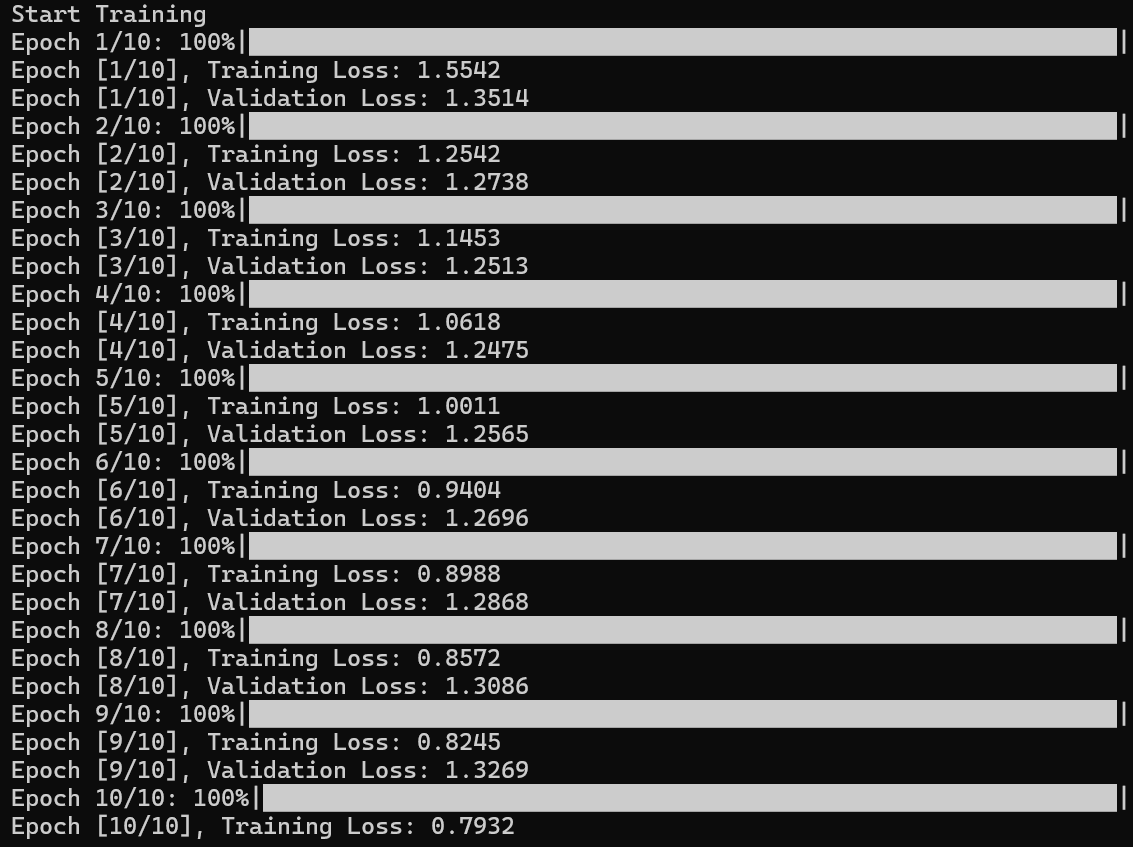 Start Training
Epoch 1/10: 100%|██████████████████████████████████████████████████████████████|
Epoch [1/10], Training Loss: 1.5542
Epoch [1/10], Validation Loss: 1.3514
Epoch 2/10: 100%|██████████████████████████████████████████████████████████████|
Epoch [2/10], Training Loss: 1.2542
Epoch [2/10], Validation Loss: 1.2738
Epoch 3/10: 100%|██████████████████████████████████████████████████████████████|
Epoch [3/10], Training Loss: 1.1453
Epoch [3/10], Validation Loss: 1.2513
Epoch 4/10: 100%|██████████████████████████████████████████████████████████████|
Epoch [4/10], Training Loss: 1.0618
Epoch [4/10], Validation Loss: 1.2475
Epoch 5/10: 100%|██████████████████████████████████████████████████████████████|
Epoch [5/10], Training Loss: 1.0011
Epoch [5/10], Validation Loss: 1.2565
Epoch 6/10: 100%|██████████████████████████████████████████████████████████████|
Epoch [6/10], Training Loss: 0.9404
Epoch [6/10], Validation Loss: 1.2696
Epoch 7/10: 100%|██████████████████████████████████████████████████████████████|
Epoch [7/10], Training Loss: 0.8988
Epoch [7/10], Validation Loss: 1.2868
Epoch 8/10: 100%|██████████████████████████████████████████████████████████████|
Epoch [8/10], Training Loss: 0.8572
Epoch [8/10], Validation Loss: 1.3086
Epoch 9/10: 100%|██████████████████████████████████████████████████████████████|
Epoch [9/10], Training Loss: 0.8245
Epoch [9/10], Validation Loss: 1.3269
Epoch 10/10: 100%|█████████████████████████████████████████████████████████████|
Epoch [10/10], Training Loss: 0.7932